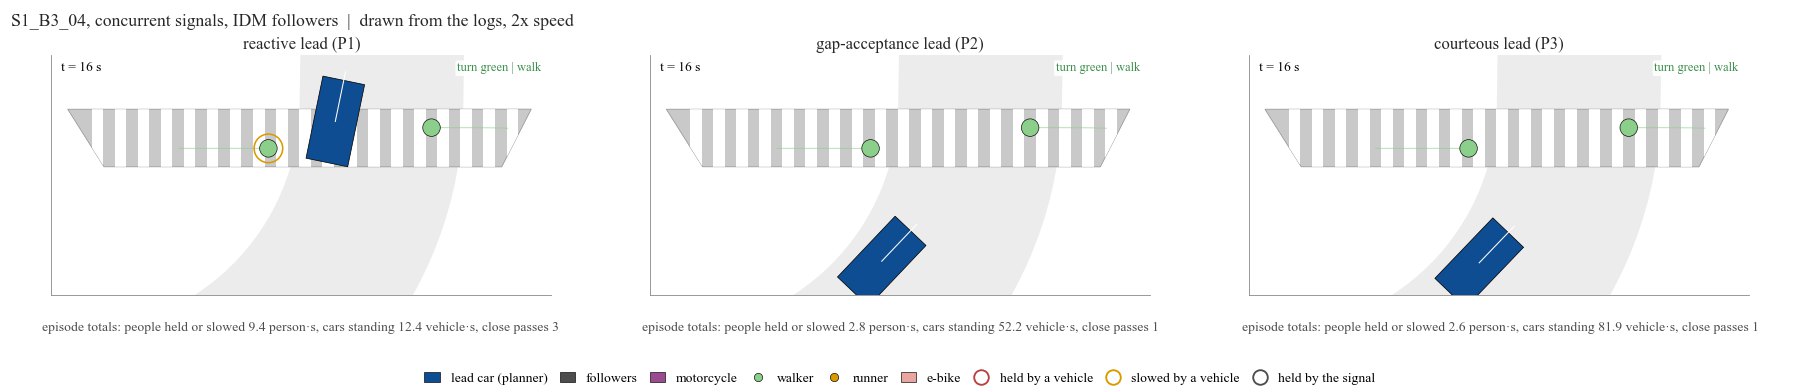 S1_B3_04, concurrent signals, IDM followers | drawn from the logs, 2x speed
reactive lead (P1)
t = 16 s
turn green | walk
episode totals: people held or slowed 9.4 person·s, cars standing 12.4 vehicle·s, close passes 3
gap-acceptance lead (P2)
t = 16 s
turn green | walk
episode totals: people held or slowed 2.8 person·s, cars standing 52.2 vehicle·s, close passes 1
courteous lead (P3)
t = 16 s
turn green | walk
episode totals: people held or slowed 2.6 person·s, cars standing 81.9 vehicle·s, close passes 1
lead car (planner) followers motorcycle walker runner e-bike held by a vehicle slowed by a vehicle held by the signal